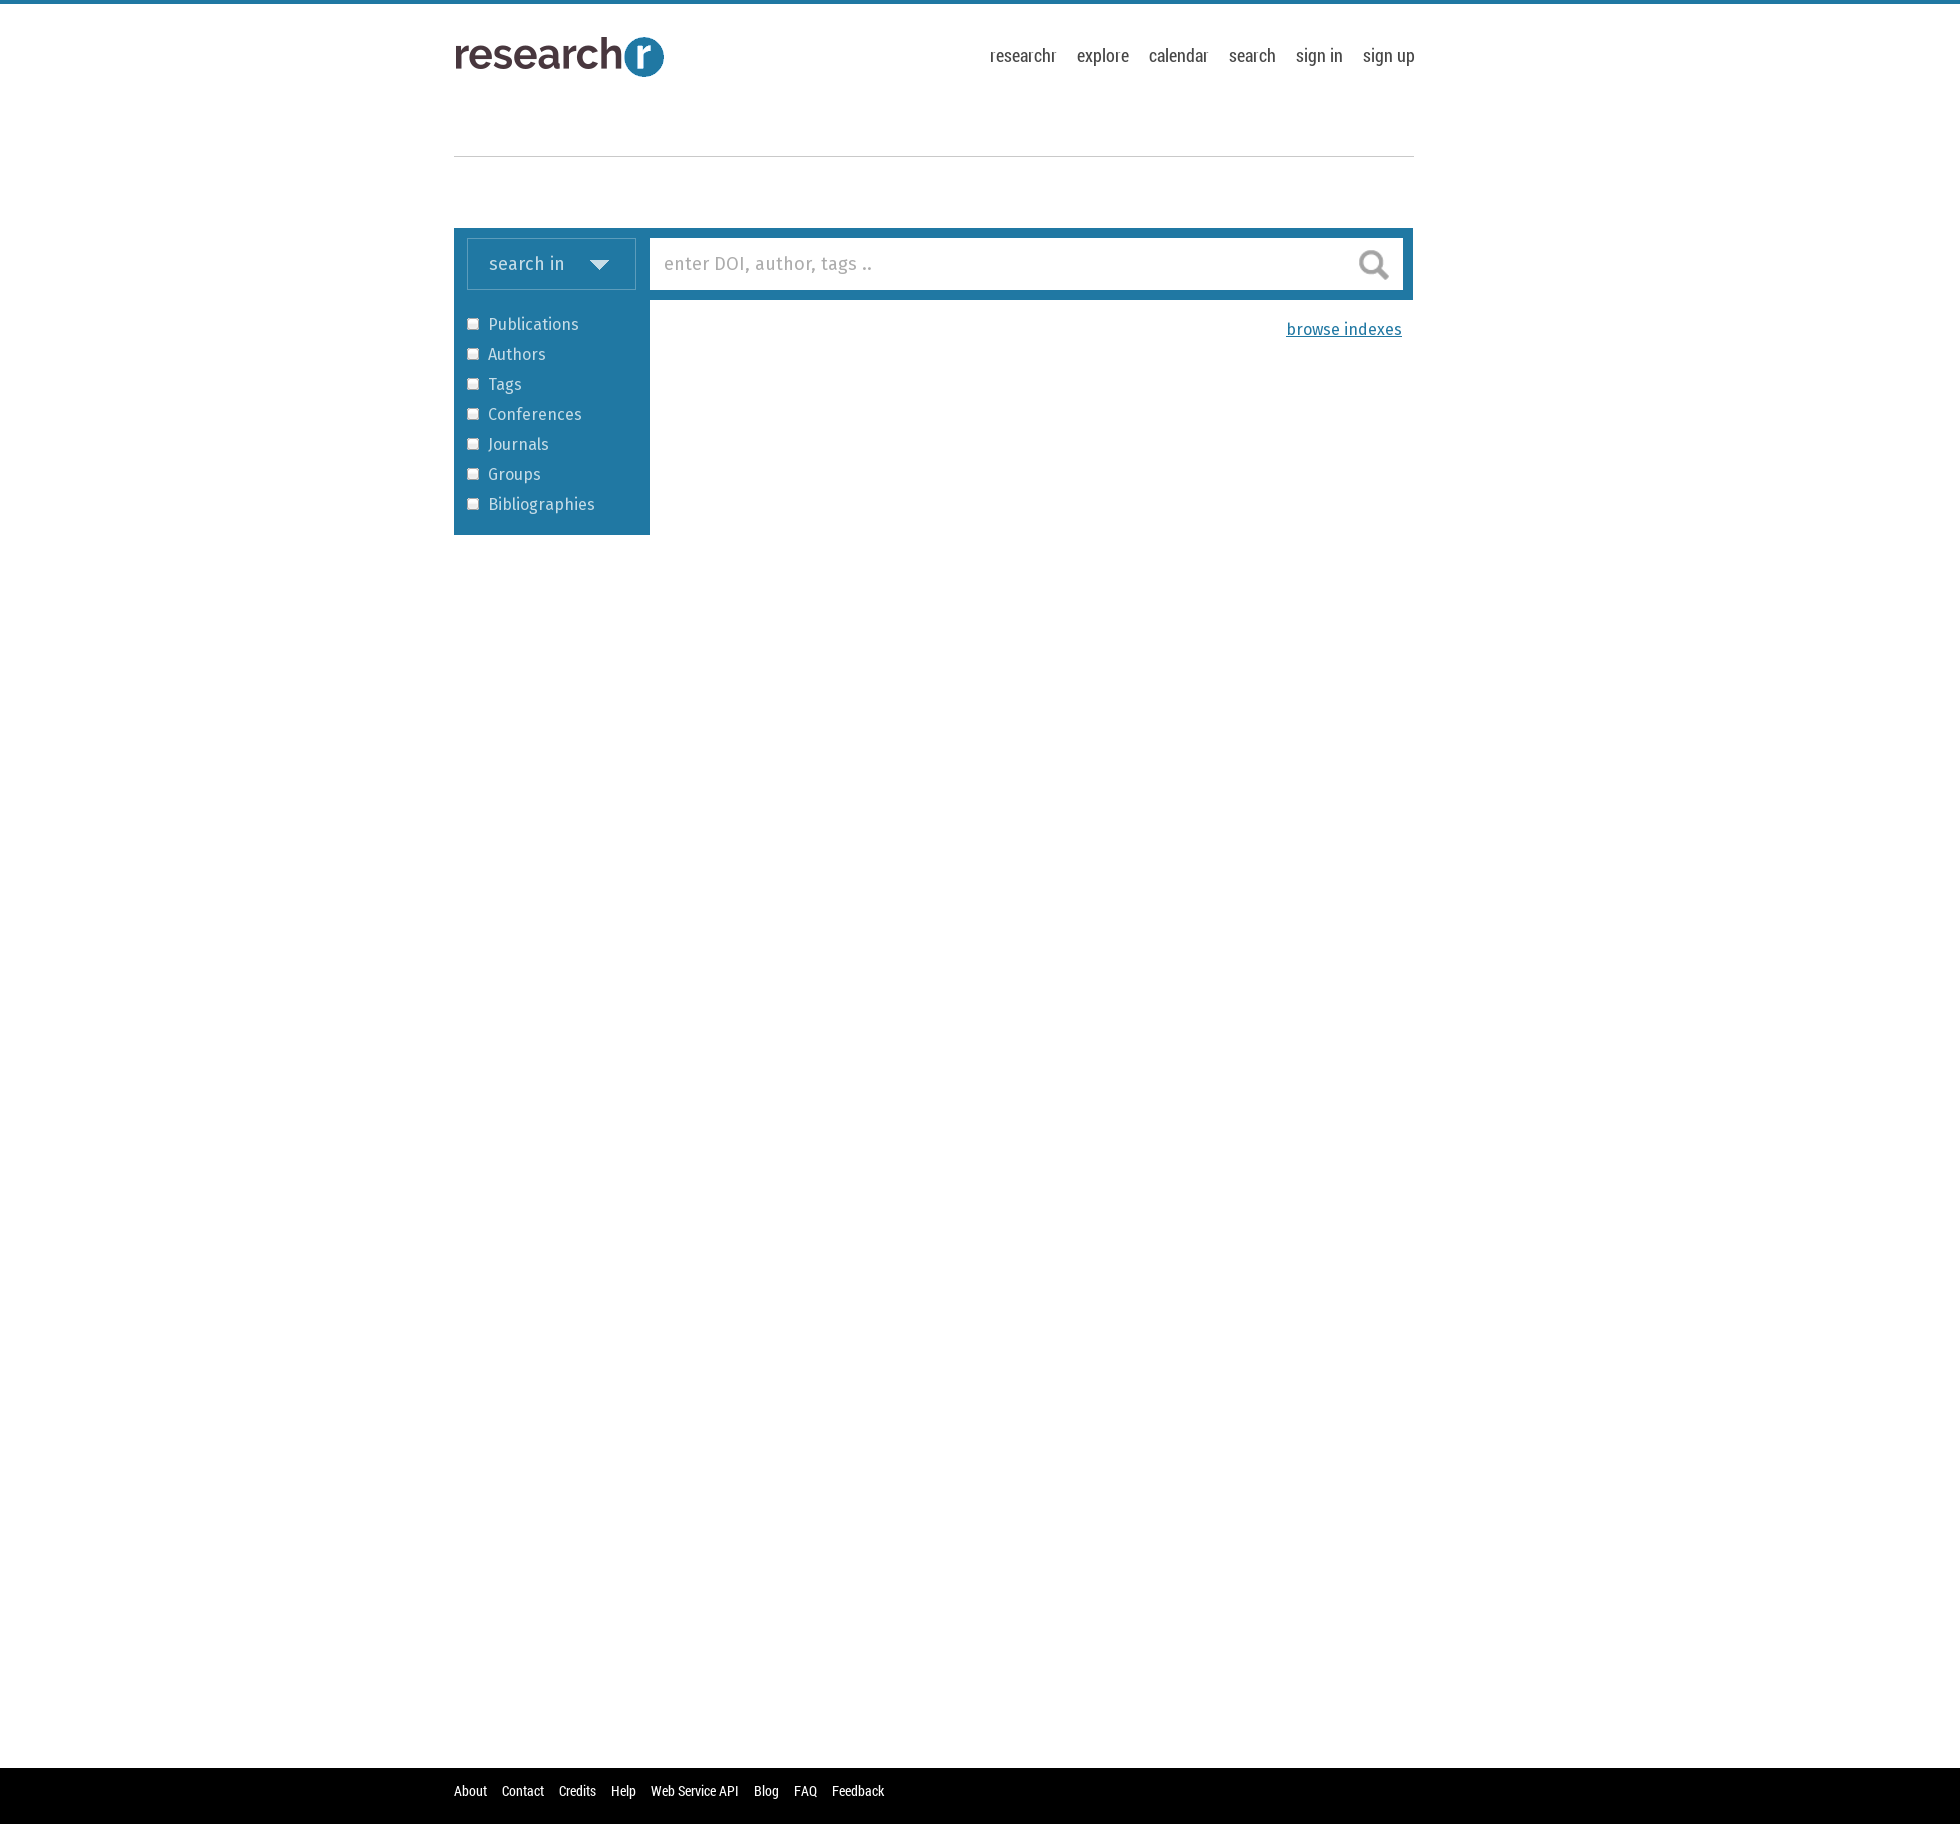 researchr
researchr explore calendar search sign in sign up
search in
enter DOI, author, tags ..
browse indexes
Publications
Authors
Tags
Conferences
Journals
Groups
Bibliographies
About Contact Credits Help Web Service API Blog FAQ Feedback